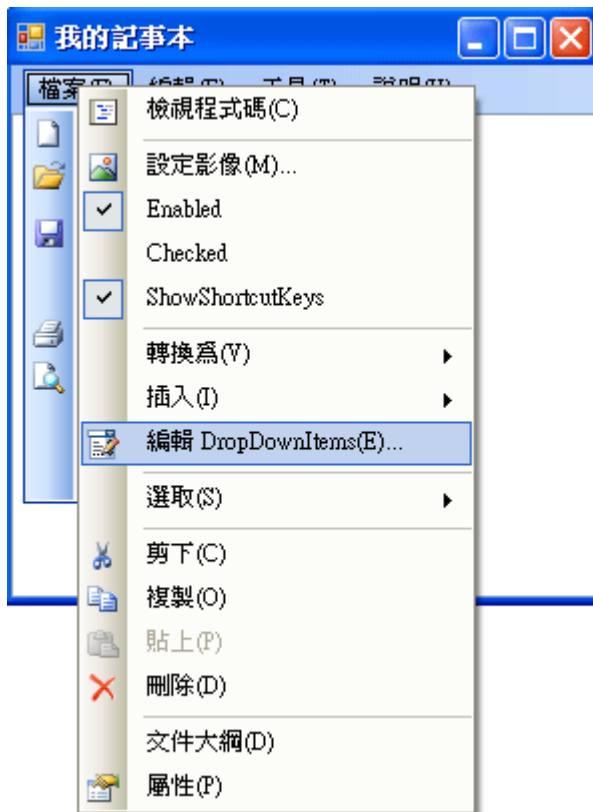 我的記事本
檢視程式碼(C)
設定影像(M)...
Enabled
Checked
ShowShortcutKeys
轉換爲(V)
插入(I)
編輯 DropDownItems(E)...
選取(S)
剪下(C)
複製(O)
貼上(P)
刪除(D)
文件大綱(D)
屬性(P)